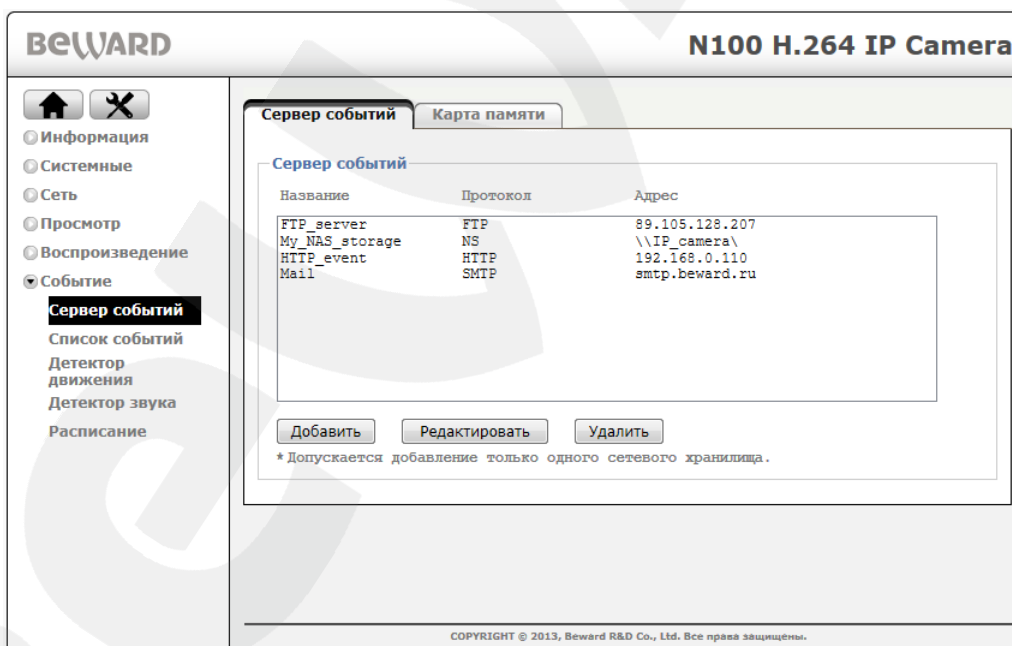 BEWARD
N100 H.264 IP Camera
Информация
Системные
Сеть
Просмотр
Воспроизведение
Событие
Сервер событий
Список событий
Детектор
движения
Детектор звука
Расписание
Сервер событий Карта памяти
Сервер событий
Название Протокол Адрес
FTP_server FTP 89.105.128.207
My_NAS_storage NS \\IP_camera\
HTTP_event HTTP 192.168.0.110
Mail SMTP smtp.beward.ru
Добавить Редактировать Удалить
*Допускается добавление только одного сетевого хранилища.
COPYRIGHT © 2013, Beward R&D Co., Ltd. Все права защищены.